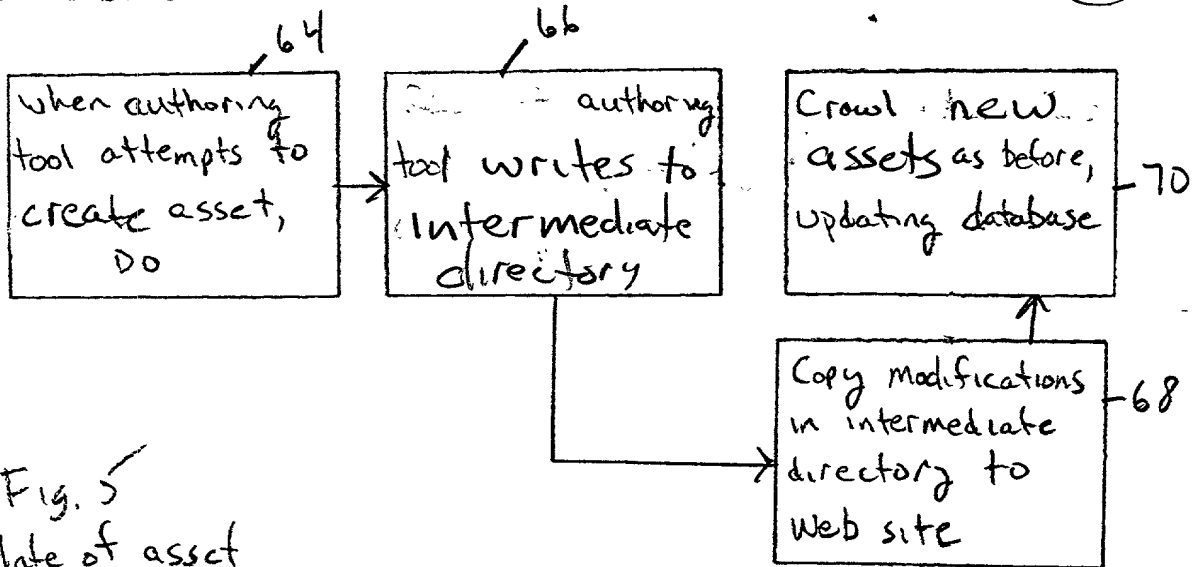 64
when authoring
tool attempts to
create asset,
DO
66
authoring
tool writes to
intermediate
directory
Crawl new
assets as before,
updating database
70
Copy modifications
in intermediate
directory to
Web site
68
Fig. 5
of asset